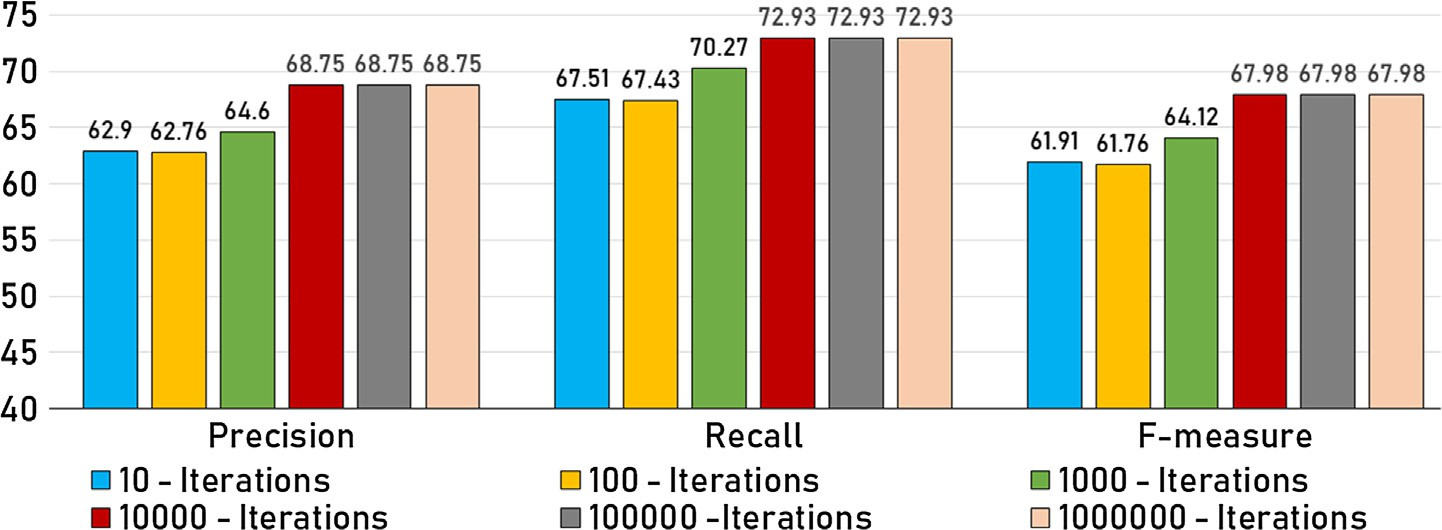 75
70
65
60
55
50
45
40
62.9 62.76 64.6 68.75 68.75 68.75
67.51 67.43 70.27 72.93 72.93 72.93
61.91 61.76 64.12 67.98 67.98 67.98
Precision Recall F-measure
10 - Iterations 100 - Iterations 1000 - Iterations
10000 - Iterations 100000 -Iterations 1000000 - Iterations